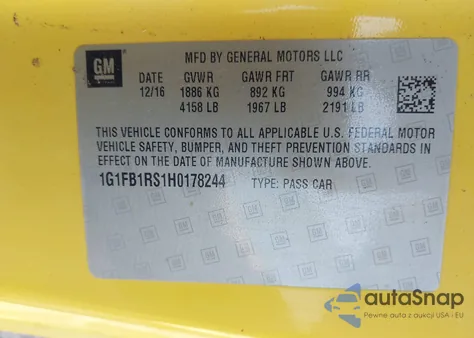 GM
MFD BY GENERAL MOTORS LLC
DATE GVWR GAWR FRT GAWR RR
12/16 1886 KG 892 KG 994 KG
4158 LB 1967 LB 2191 LB
THIS VEHICLE CONFORMS TO ALL APPLICABLE U.S. FEDERAL MOTOR
VEHICLE SAFETY, BUMPER, AND THEFT PREVENTION STANDARDS IN
EFFECT ON THE DATE OF MANUFACTURE SHOWN ABOVE.
1G1FB1RS1H0178244 TYPE: PASS CAR
autoSnap
Pewne auta z aukcji USA i EU